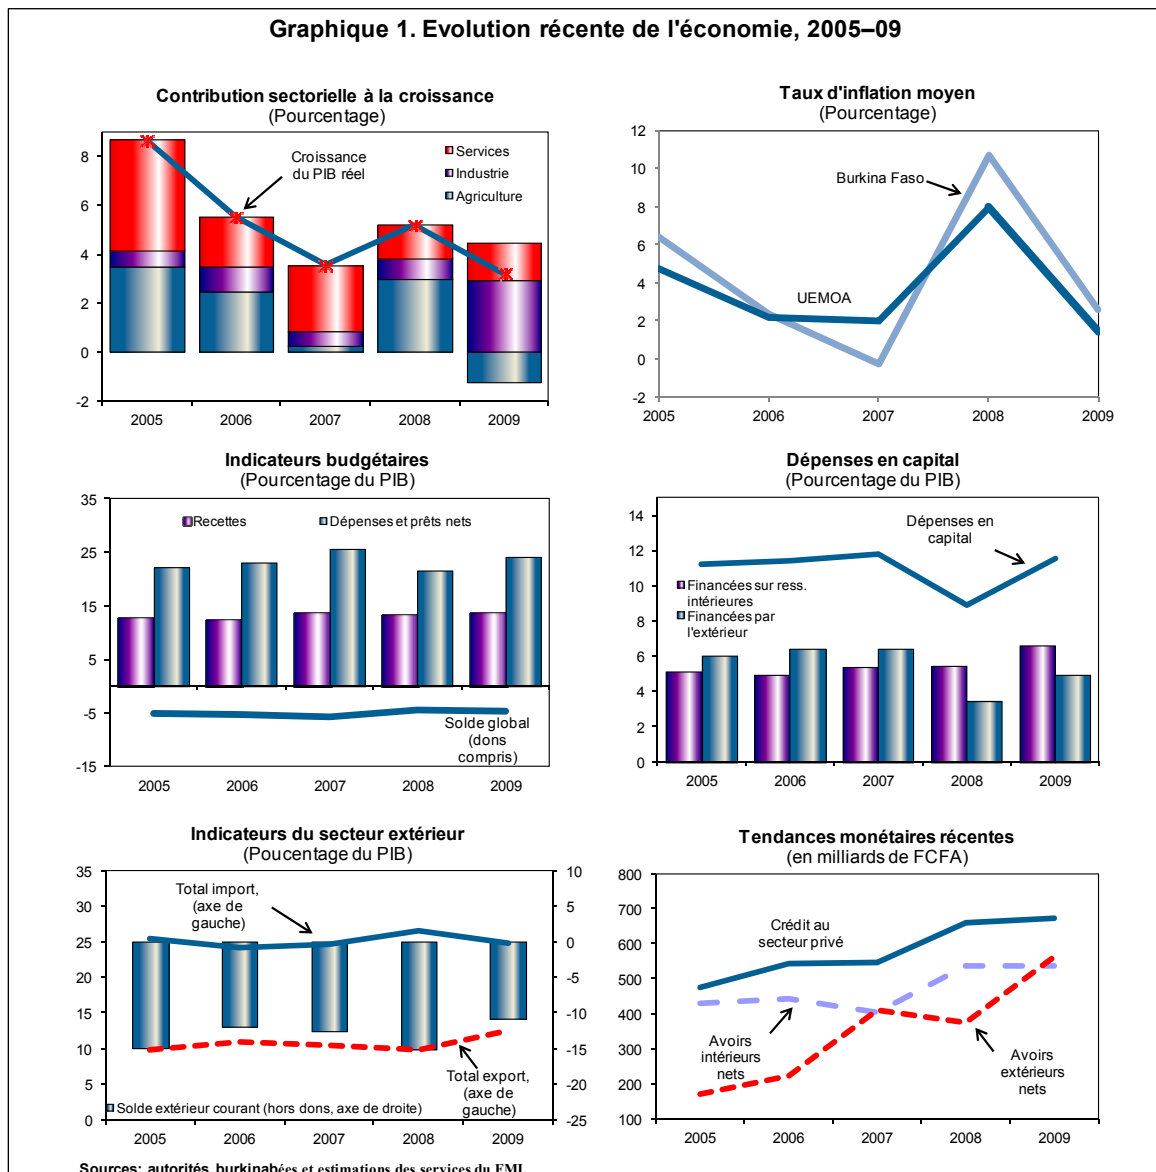 Graphique 1. Evolution récente de l'économie, 2005–09
Contribution sectorielle à la croissance
(Pourcentage)
8
6
4
2
0
-2
Croissance
du PIB réel
Services
Industrie
Agriculture
2005 2006 2007 2008 2009
Taux d'inflation moyen
(Pourcentage)
12
10
8
6
4
2
0
-2
Burkina Faso
UEMOA
2005 2006 2007 2008 2009
Indicateurs budgétaires
(Pourcentage du PIB)
35
25
15
5
-5
-15
Recettes
Dépenses et prêts nets
Solde global
(dons
compris)
2005 2006 2007 2008 2009
Dépenses en capital
(Pourcentage du PIB)
14
12
10
8
6
4
2
0
Dépenses en
capital
Financées sur ress.
intérieures
Financées par
l'extérieur
2005 2006 2007 2008 2009
Indicateurs du secteur extérieur
(Poucentage du PIB)
35
30
25
20
15
10
5
0
Total import,
(axe de
gauche)
Total export,
(axe de
gauche)
Solde extérieur courant (hors dons, axe de droite)
10
5
0
-5
-10
-15
-20
-25
2005 2006 2007 2008 2009
Tendances monétaires récentes
(en milliards de FCFA)
800
700
600
500
400
300
200
100
Crédit au
secteur privé
Avoirs
intérieurs
nets
Avoirs
extérieurs
nets
2005 2006 2007 2008 2009
Sources: autorités burkinabées et estimations des services du FMI.